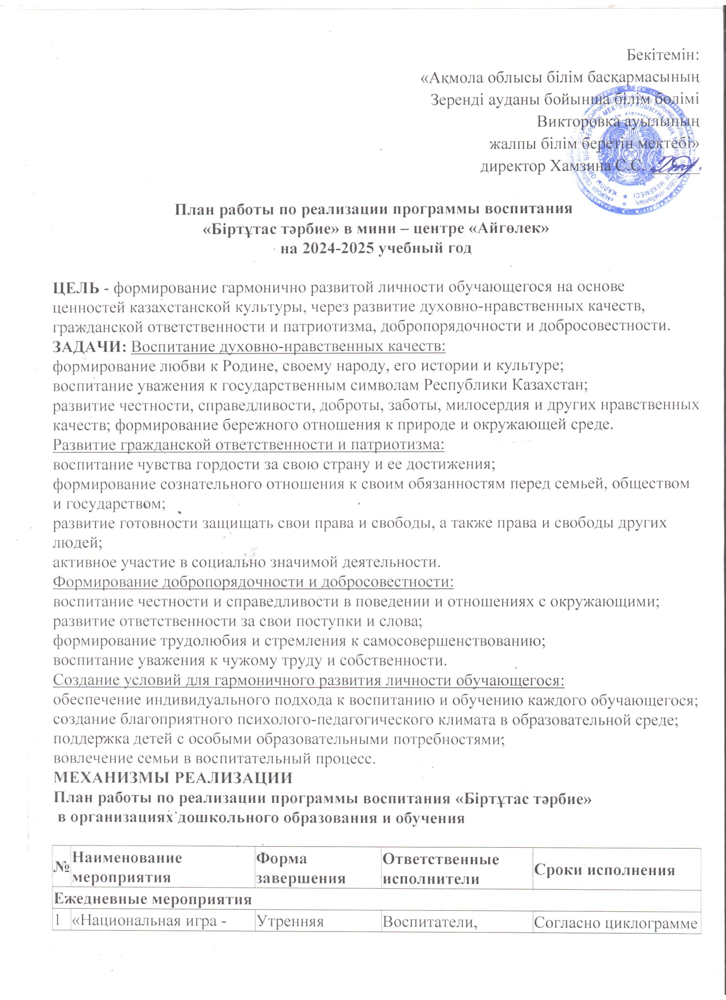 Бекітемін:
«Ақмола облысы білім басқармасының
Зеренді ауданы бойынша білім бөлімі
Викторовка ауылының
жалпы білім беретін мектебі»
директор Хамзина С.С.
План работы по реализации программы воспитания
«Біртұтас тәрбие» в мини – центре «Айгөлек»
на 2024-2025 учебный год
ЦЕЛЬ - формирование гармонично развитой личности обучающегося на основе
ценностей казахстанской культуры, через развитие духовно-нравственных качеств,
гражданской ответственности и патриотизма, добропорядочности и добросовестности.
ЗАДАЧИ: Воспитание духовно-нравственных качеств:
формирование любви к Родине, своему народу, его истории и культуре;
воспитание уважения к государственным символам Республики Казахстан;
развитие честности, справедливости, доброты, заботы, милосердия и других нравственных
качеств; формирование бережного отношения к природе и окружающей среде.
Развитие гражданской ответственности и патриотизма:
воспитание чувства гордости за свою страну и ее достижения;
формирование сознательного отношения к своим обязанностям перед семьей, обществом
и государством;
развитие готовности защищать свои права и свободы, а также права и свободы других
людей;
активное участие в социально значимой деятельности.
Формирование добропорядочности и добросовестности:
воспитание честности и справедливости в поведении и отношениях с окружающими;
развитие ответственности за свои поступки и слова;
формирование трудолюбия и стремления к самосовершенствованию;
воспитание уважения к чужому труду и собственности.
Создание условий для гармоничного развития личности обучающегося:
обеспечение индивидуального подхода к воспитанию и обучению каждого обучающегося;
создание благоприятного психолого-педагогического климата в образовательной среде;
поддержка детей с особыми образовательными потребностями;
вовлечение семьи в воспитательный процесс.
МЕХАНИЗМЫ РЕАЛИЗАЦИИ
План работы по реализации программы воспитания «Біртұтас тәрбие»
в организациях дошкольного образования и обучения
№ Наименование мероприятия Форма завершения Ответственные исполнители Сроки исполнения
Ежедневные мероприятия
1 «Национальная игра - Утренняя Воспитатели, Согласно циклограмме